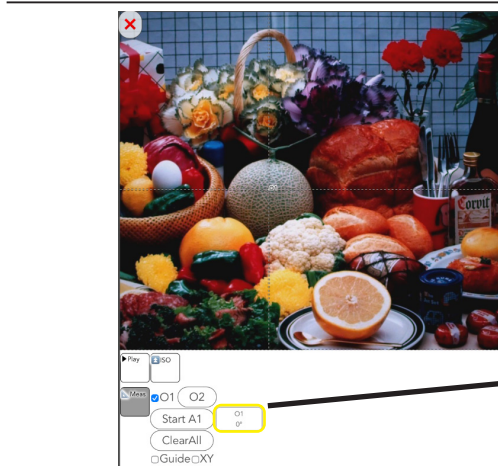 Play ISO
Meas. O1 O2
Start A1 O1
0°
ClearAll
Guide XY
Corvit